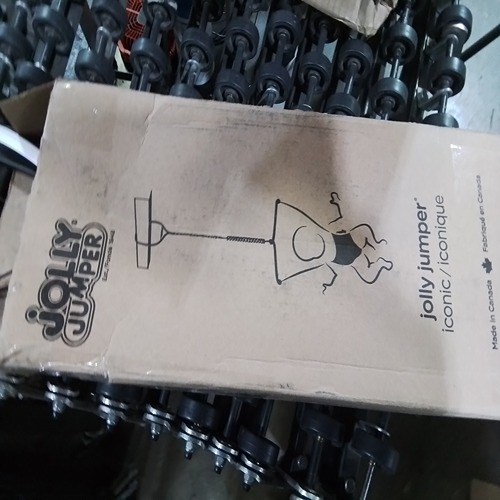 JOLLY
JUMPER®
jolly jumper®
iconic / iconique
Made in Canada Fabriqué en Canada